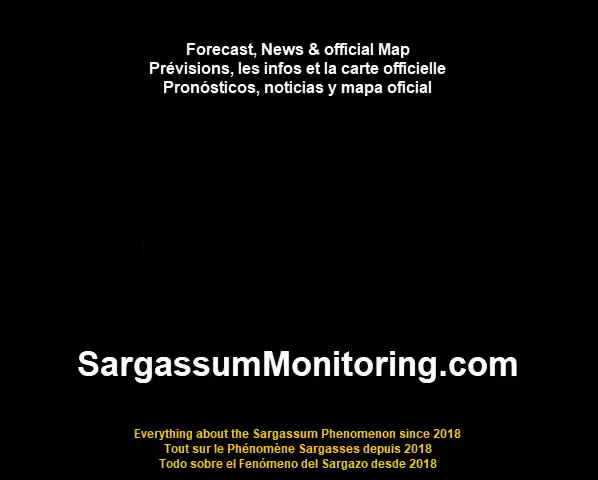 Forecast, News & official Map
Prévisions, les infos et la carte officielle
Pronósticos, noticias y mapa oficial
SargassumMonitoring.com
Everything about the Sargassum Phenomenon since 2018
Tout sur le Phénomène Sargasses depuis 2018
Todo sobre el Fenómeno del Sargazo desde 2018